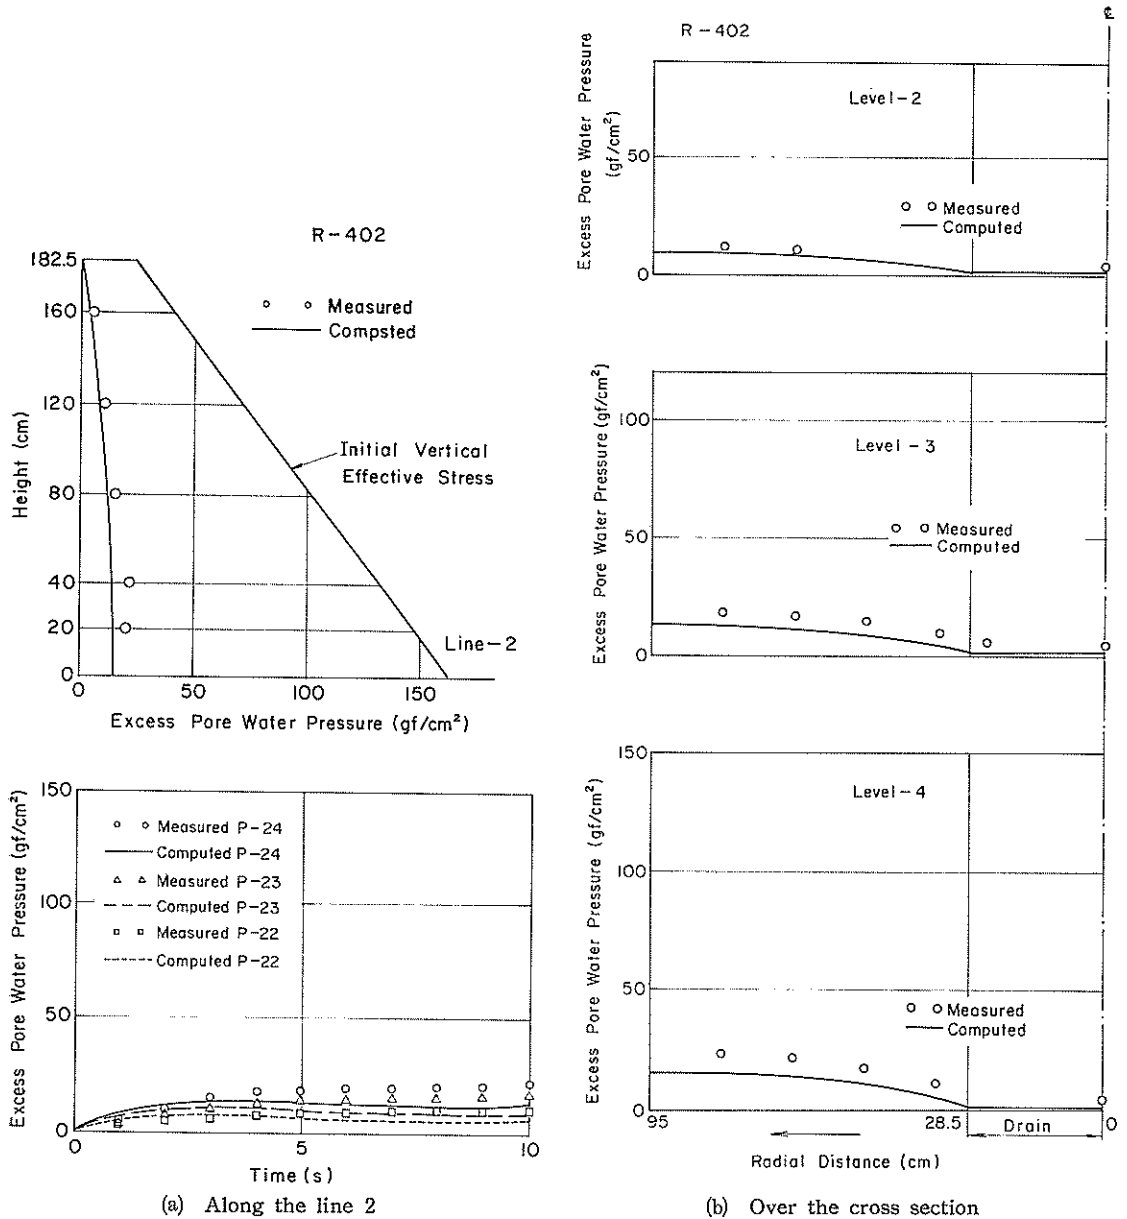 R-402
182.5
160
120
80
40
20
0
Height (cm)
Measured
Compsted
Initial Vertical
Effective Stress
Line-2
0 50 100 150
Excess Pore Water Pressure (gf/cm²)
150
100
50
0
Excess Pore Water Pressure (gf/cm²)
Measured P-24
Computed P-24
Measured P-23
Computed P-23
Measured P-22
Computed P-22
0 5 10
Time (s)
(a) Along the line 2
R-402
℄
Excess Pore Water Pressure
(gf/cm²)
50
0
Level-2
Measured
Computed
Excess Pore Water Pressure (gf/cm²)
100
50
0
Level-3
Measured
Computed
Excess Pore Water Pressure (gf/cm²)
150
100
50
0
Level-4
Measured
Computed
95 28.5 Drain 0
Radial Distance (cm)
(b) Over the cross section